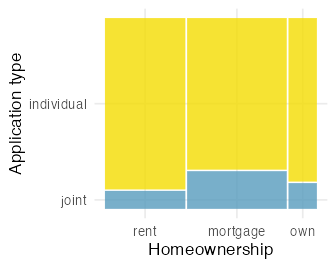 Application type
individual
joint
rent
mortgage
own
Homeownership